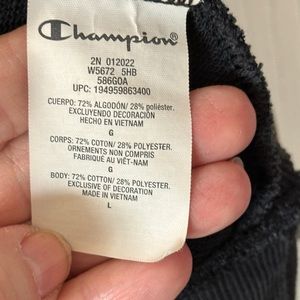 Champion
2N 012022
W5672 5HB
586G0A
UPC: 194959863400
CUERPO: 72% ALGODÓN/ 28% poliéster.
EXCLUYENDO DECORACIÓN
HECHO EN VIETNAM
G
CORPS: 72% COTON/ 28% POLYESTER.
ORNEMENTS NON COMPRIS
FABRIQUÉ AU VIÊT-NAM
G
BODY: 72% COTTON/ 28% POLYESTER.
EXCLUSIVE OF DECORATION
MADE IN VIETNAM
L